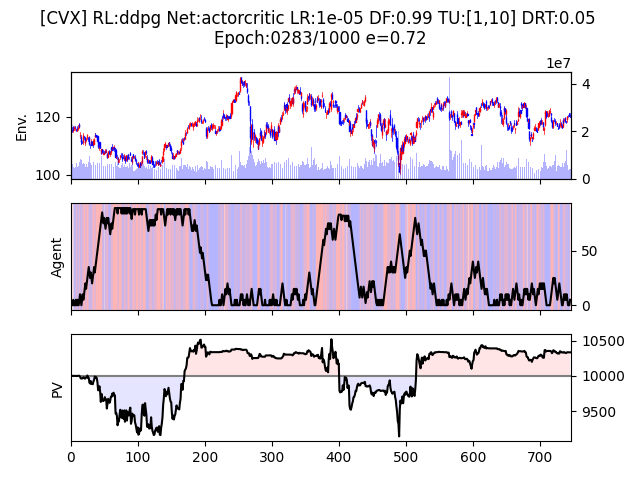 [CVX] RL:ddpg Net:actorcritic LR:1e-05 DF:0.99 TU:[1,10] DRT:0.05
Epoch:0283/1000 e=0.72
1e7
Env.
120
100
4
2
0
Agent
50
0
PV
10500
10000
9500
0 100 200 300 400 500 600 700